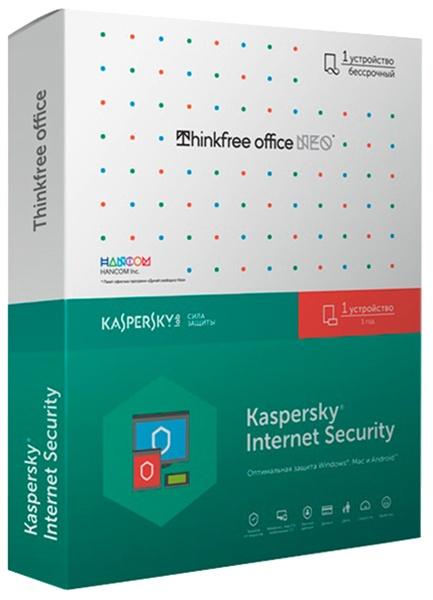 Thinkfree office
1 устройство
бессрочный
Thinkfree office NEO*
HANCOM
HANCOM Inc.
KASPERSKY lab
СИЛА
ЗАЩИТЫ
1 устройство
1 год
Kaspersky
Internet Security
Kaspersky®
Internet Security
Оптимальная защита Windows®, Mac и Android™